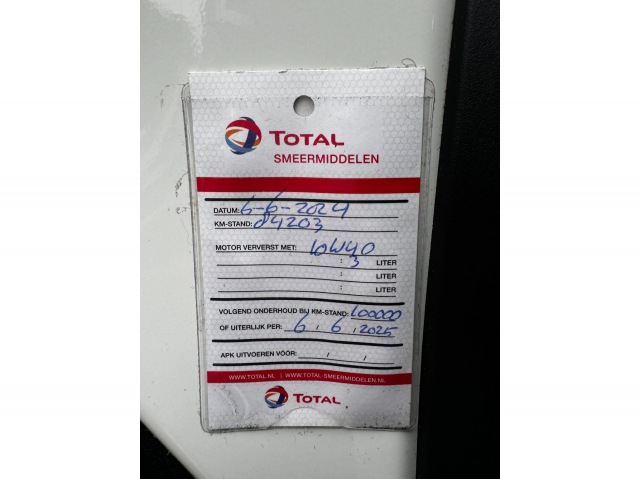 TOTAL
SMEERMIDDELEN
DATUM: 6-6-2024
KM-STAND: 84203
MOTOR VERVERST MET: 10W40
: 3 LITER
: LITER
: LITER
VOLGEND ONDERHOUD BIJ KM-STAND: 100000
OF UITERLIJK PER: 6 , 6 , 2025
APK UITVOEREN VÓÓR: / /
WWW.TOTAL.NL | WWW.TOTAL-SMEERMIDDELEN.NL
TOTAL